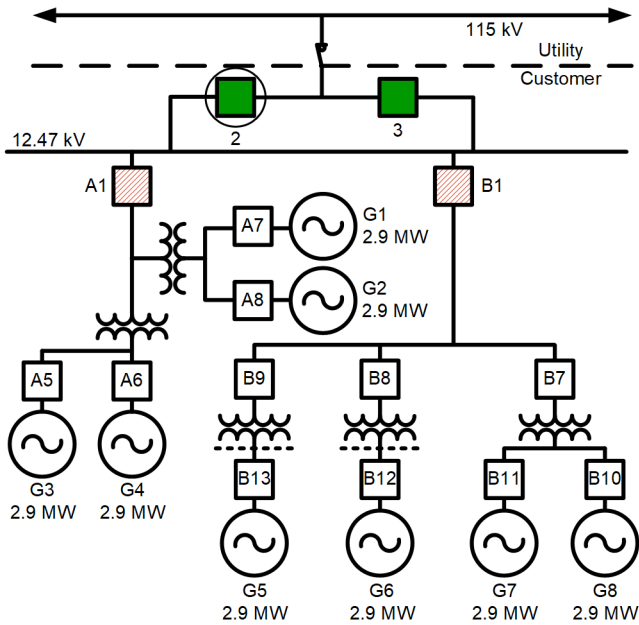 115 kV
Utility
Customer
2
3
12.47 kV
A1
B1
A7
G1
2.9 MW
A8
G2
2.9 MW
A5
A6
B9
B8
B7
G3
2.9 MW
G4
2.9 MW
B13
B12
B11
B10
G5
2.9 MW
G6
2.9 MW
G7
2.9 MW
G8
2.9 MW